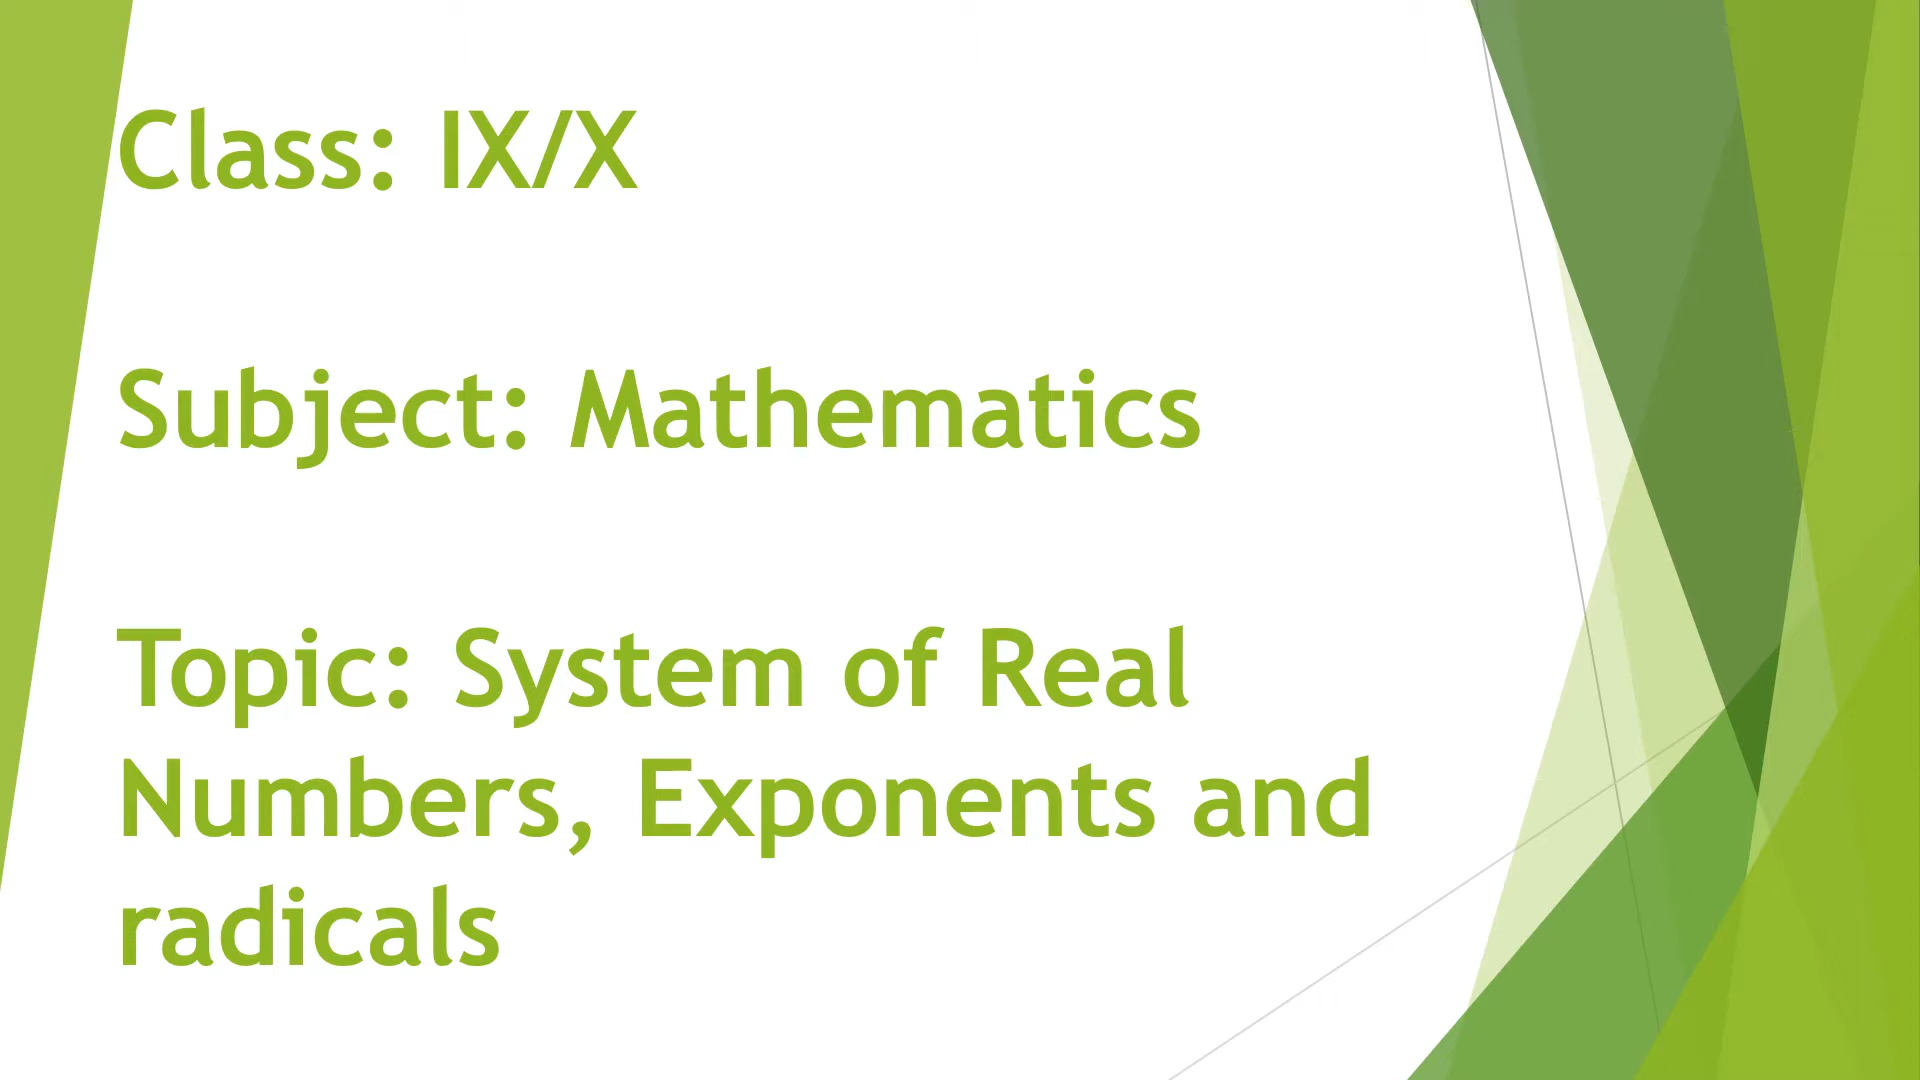 Class: IX/X
Subject: Mathematics
Topic: System of Real
Numbers, Exponents and
radicals